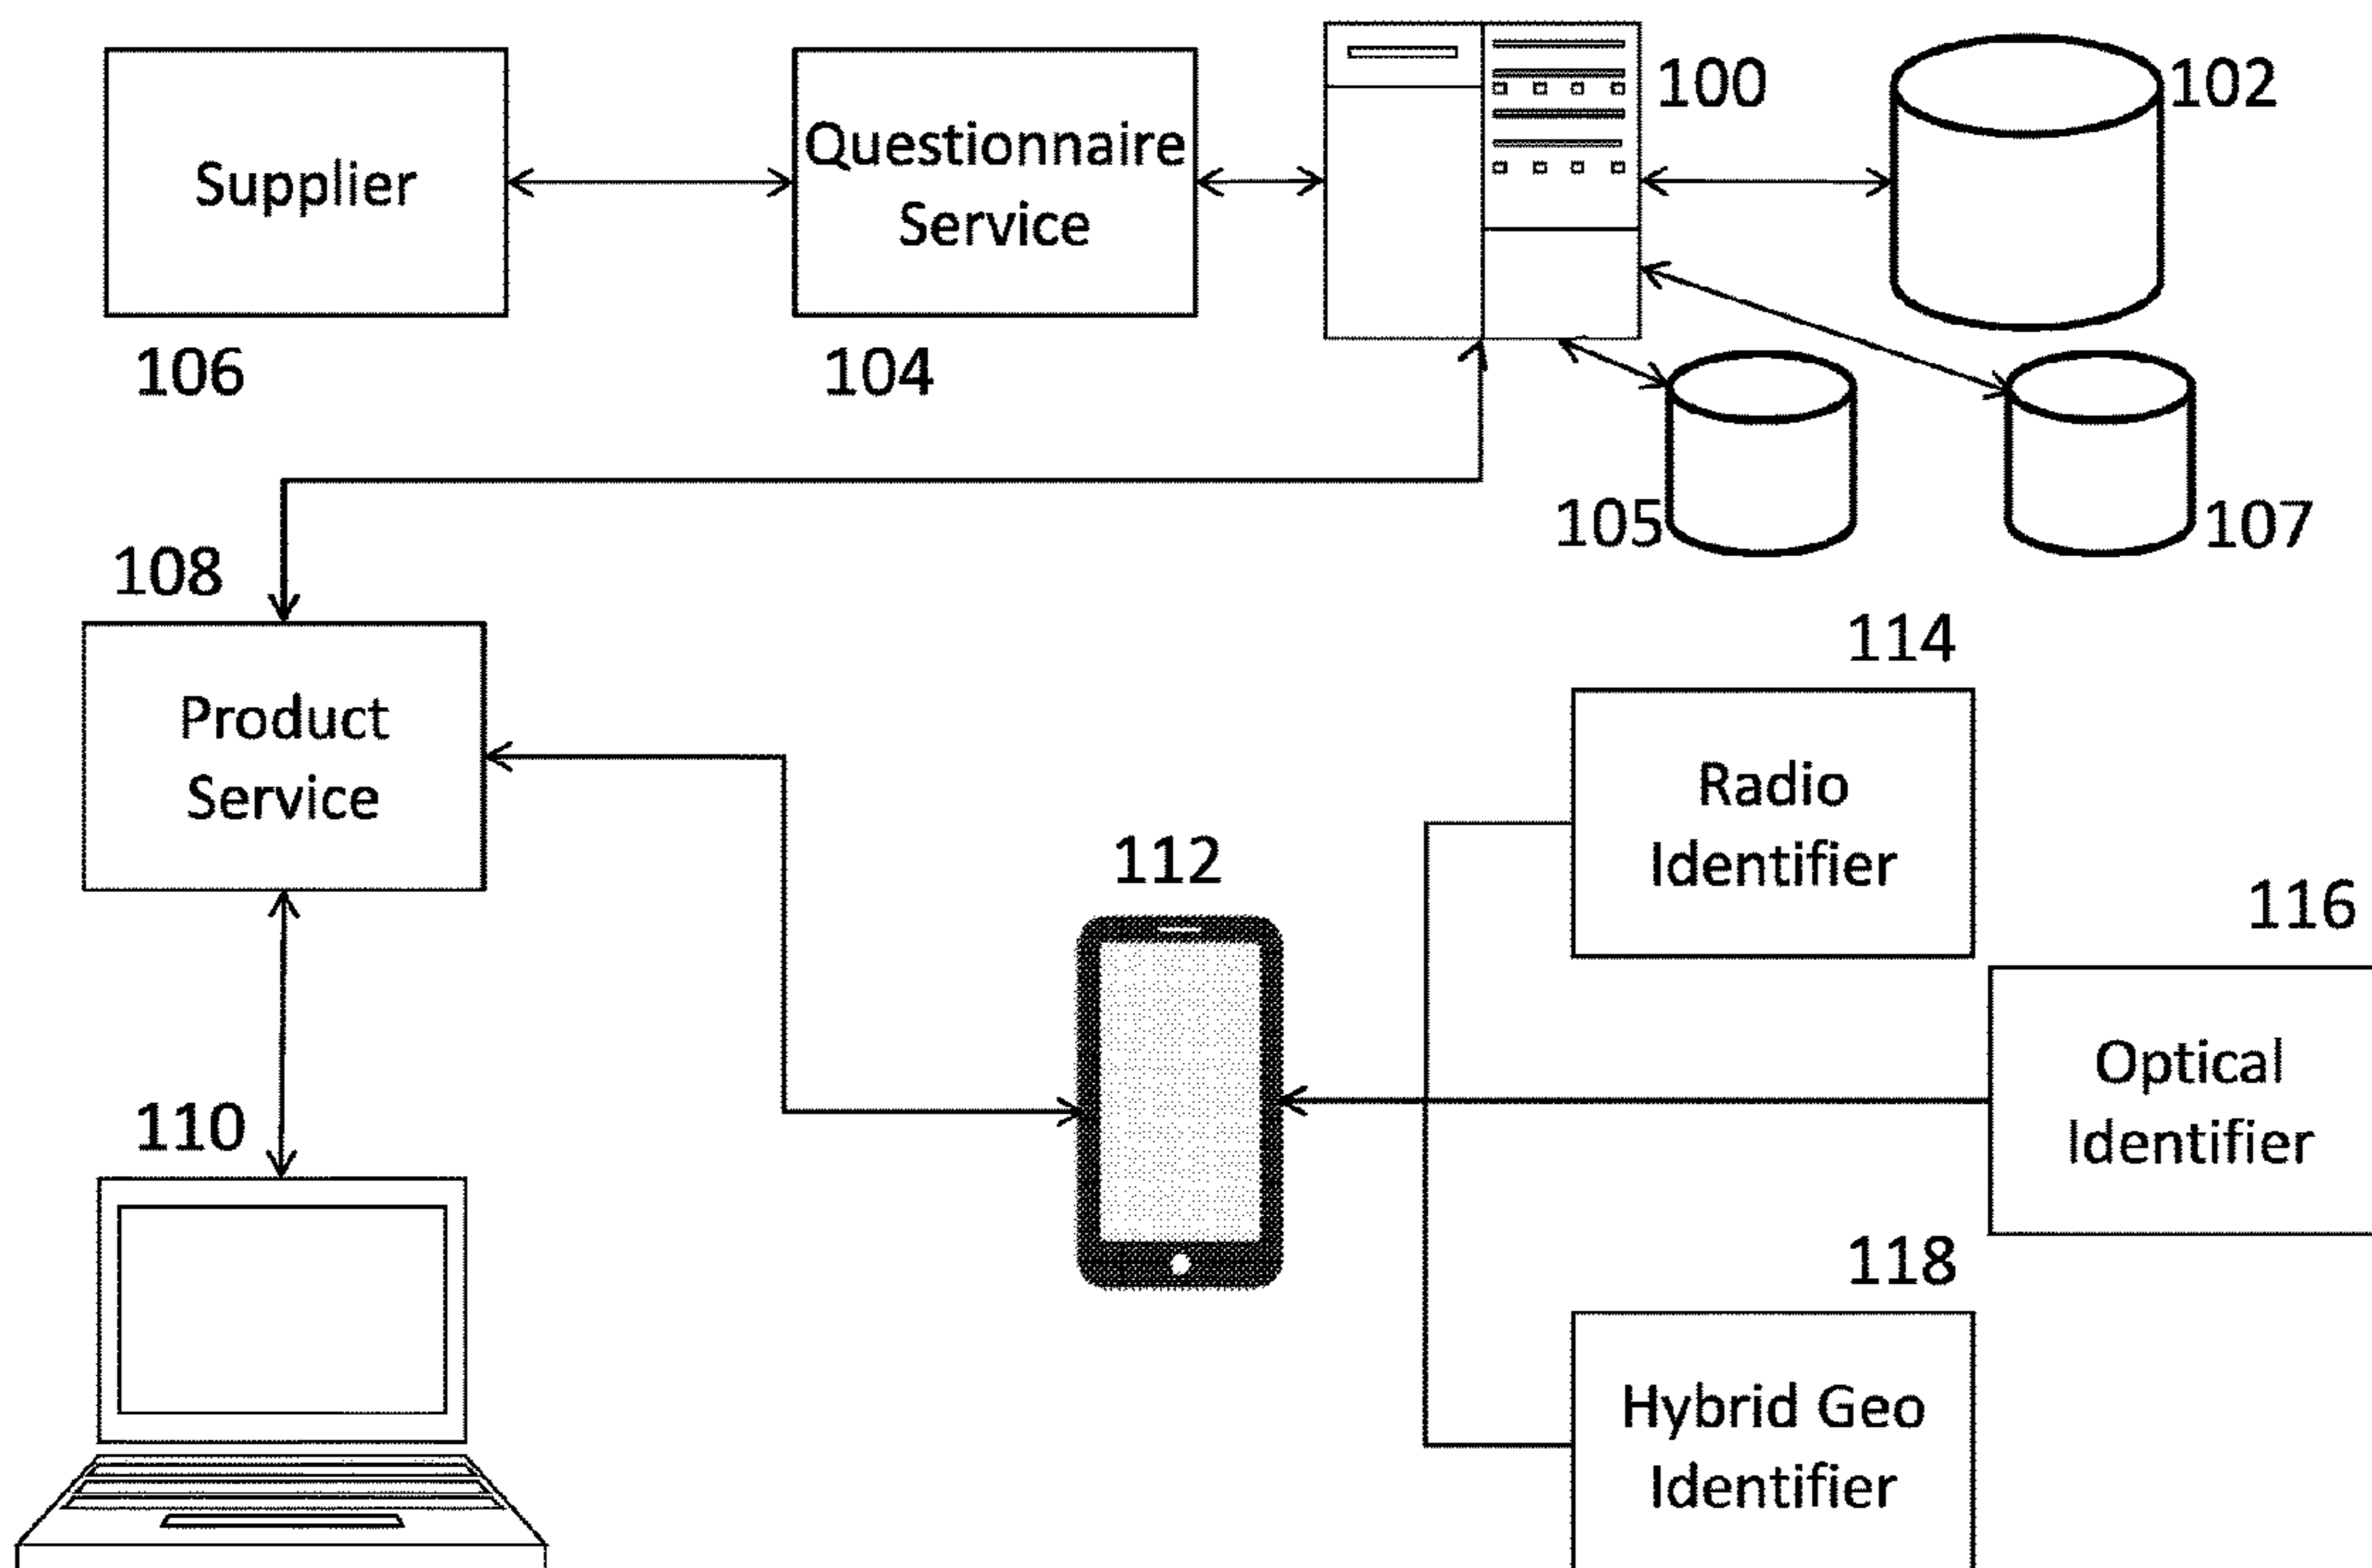 Supplier
106
Questionnaire
Service
104
100
102
105
107
108
Product
Service
110
112
114
Radio
Identifier
116
Optical
Identifier
118
Hybrid Geo
Identifier